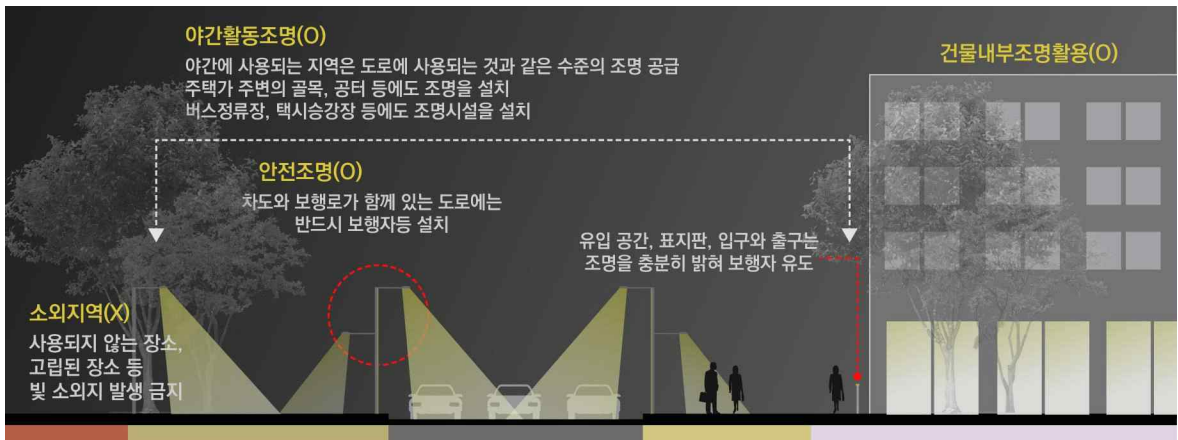 야간활동조명(O)
야간에 사용되는 지역은 도로에 사용되는 것과 같은 수준의 조명 공급
주택가 주변의 골목, 공터 등에도 조명을 설치
버스정류장, 택시승강장 등에도 조명시설을 설치
건물내부조명활용(O)
안전조명(O)
차도와 보행로가 함께 있는 도로에는
반드시 보행자등 설치
유입 공간, 표지판, 입구와 출구는
조명을 충분히 밝혀 보행자 유도
소외지역(X)
사용되지 않는 장소,
고립된 장소 등
빛 소외지 발생 금지